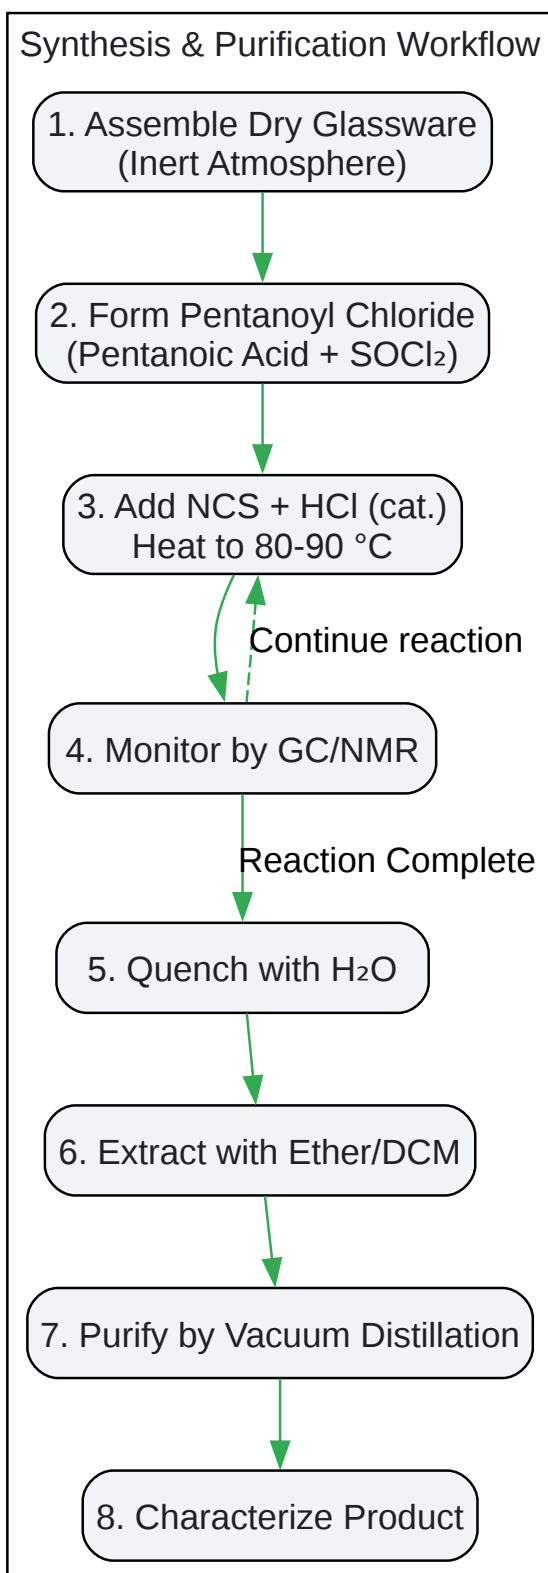 Synthesis & Purification Workflow
1. Assemble Dry Glassware
(Inert Atmosphere)
2. Form Pentanoyl Chloride
(Pentanoic Acid + SOCl₂)
3. Add NCS + HCl (cat.)
Heat to 80-90 °C
Continue reaction
4. Monitor by GC/NMR
Reaction Complete
5. Quench with H₂O
6. Extract with Ether/DCM
7. Purify by Vacuum Distillation
8. Characterize Product